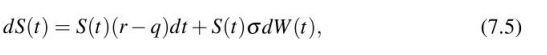 dS(t) = S(t)(r − q)dt + S(t)σdW(t), (7.5)